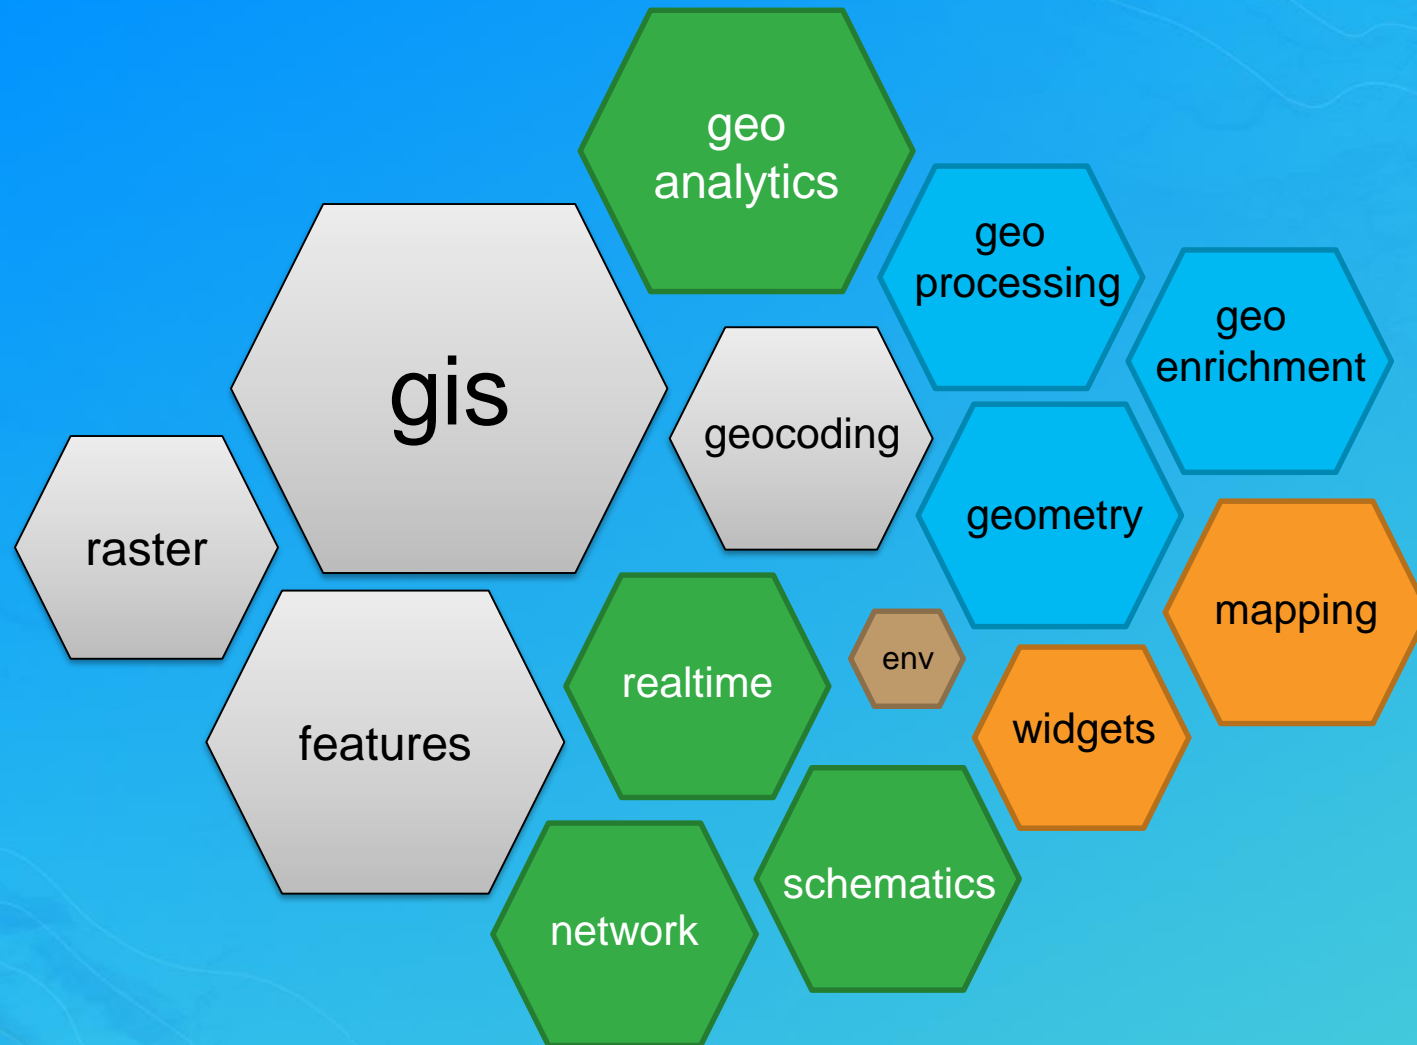 geo
analytics
geo
processing
geo
enrichment
gis
geocoding
geometry
raster
mapping
realtime
env
widgets
features
schematics
network